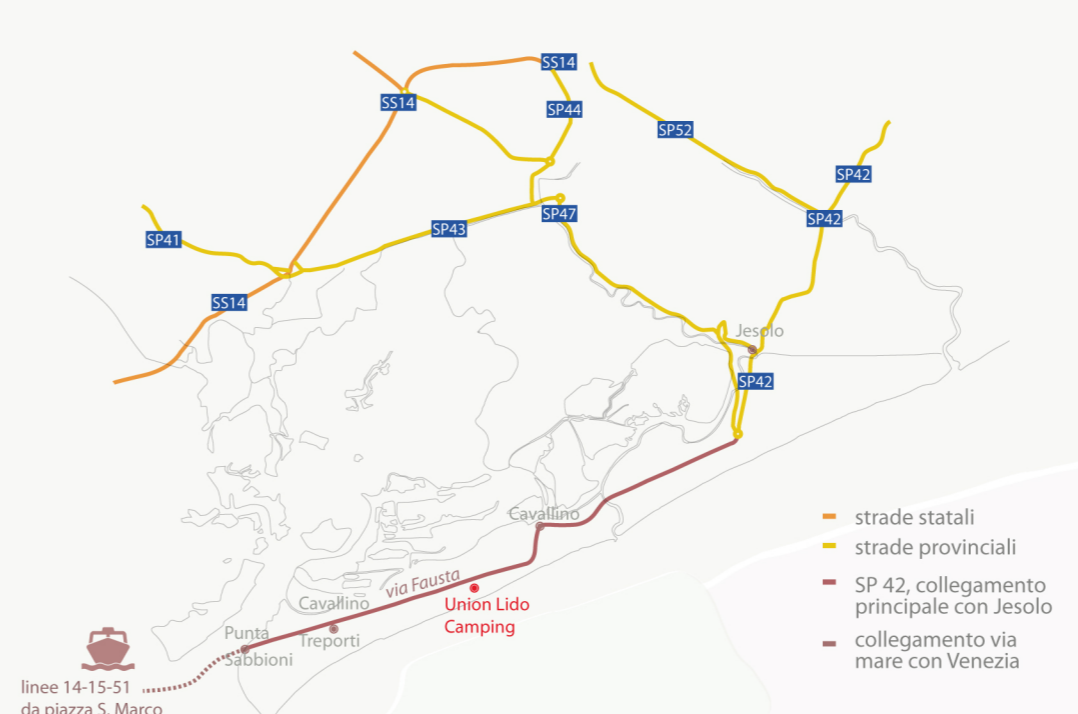 SS14
SS14
SP44
SP52
SP42
SP42
SP47
SP43
SP41
SS14
Jesolo
SP42
Cavallino
via Fausta
Union Lido
Camping
Cavallino
Treporti
Punta
Sabbioni
linee 14-15-51
da piazza S. Marco
strade statali
strade provinciali
SP 42, collegamento
principale con Jesolo
collegamento via
mare con Venezia